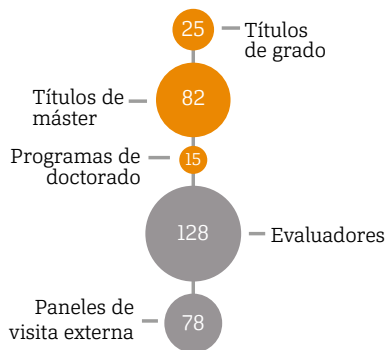 25
Títulos
de grado
Títulos de
máster
82
Programas de
doctorado
15
128
Evaluadores
Paneles de
visita externa
78